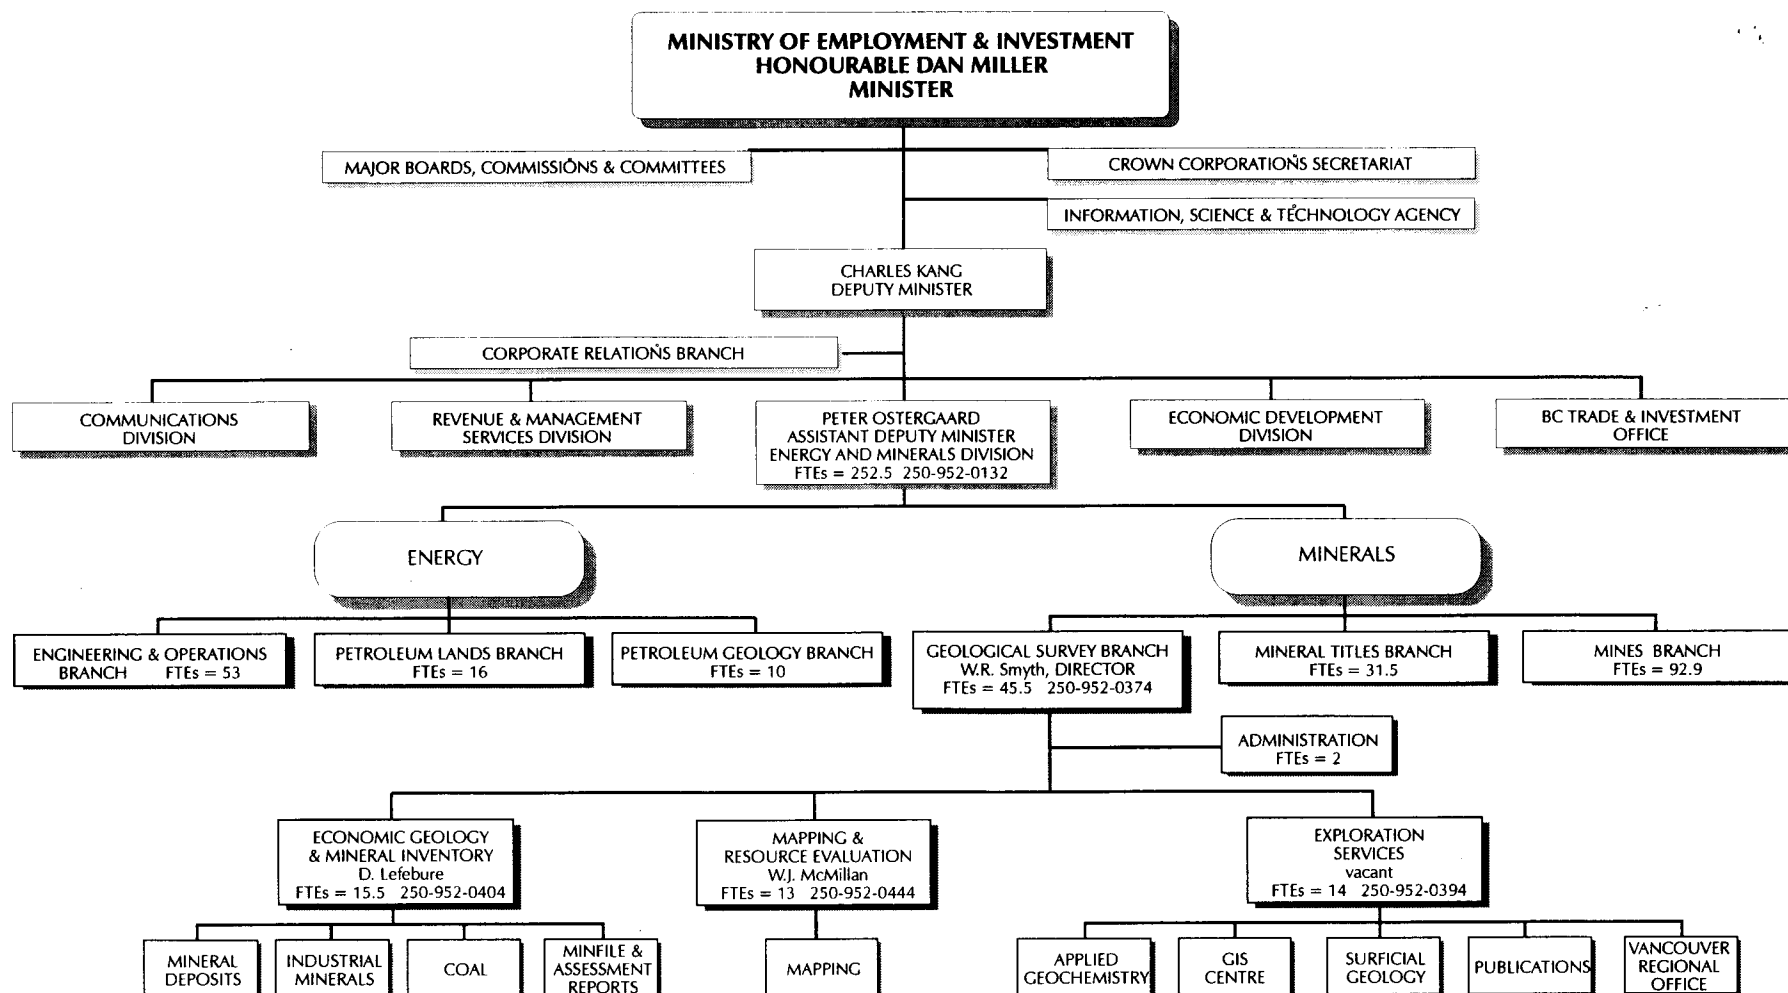 MINISTRY OF EMPLOYMENT & INVESTMENT
HONOURABLE DAN MILLER
MINISTER
MAJOR BOARDS, COMMISSIONS & COMMITTEES
CROWN CORPORATIONS SECRETARIAT
INFORMATION, SCIENCE & TECHNOLOGY AGENCY
CHARLES KANG
DEPUTY MINISTER
CORPORATE RELATIONS BRANCH
COMMUNICATIONS
DIVISION
REVENUE & MANAGEMENT
SERVICES DIVISION
PETER OSTERGAARD
ASSISTANT DEPUTY MINISTER
ENERGY AND MINERALS DIVISION
FTEs = 252.5 250-952-0132
ECONOMIC DEVELOPMENT
DIVISION
BC TRADE & INVESTMENT
OFFICE
ENERGY
MINERALS
ENGINEERING & OPERATIONS
BRANCH FTEs = 53
PETROLEUM LANDS BRANCH
FTEs = 16
PETROLEUM GEOLOGY BRANCH
FTEs = 10
GEOLOGICAL SURVEY BRANCH
W.R. Smyth, DIRECTOR
FTEs = 45.5 250-952-0374
MINERAL TITLES BRANCH
FTEs = 31.5
MINES BRANCH
FTEs = 92.9
ADMINISTRATION
FTEs = 2
ECONOMIC GEOLOGY
& MINERAL INVENTORY
D. Lefebure
FTEs = 15.5 250-952-0404
MAPPING &
RESOURCE EVALUATION
W.J. McMillan
FTEs = 13 250-952-0444
EXPLORATION
SERVICES
vacant
FTEs = 14 250-952-0394
MINERAL
DEPOSITS
INDUSTRIAL
MINERALS
COAL
MINFILE &
ASSESSMENT
REPORTS
MAPPING
APPLIED
GEOCHEMISTRY
GIS
CENTRE
SURFICIAL
GEOLOGY
PUBLICATIONS
VANCOUVER
REGIONAL
OFFICE